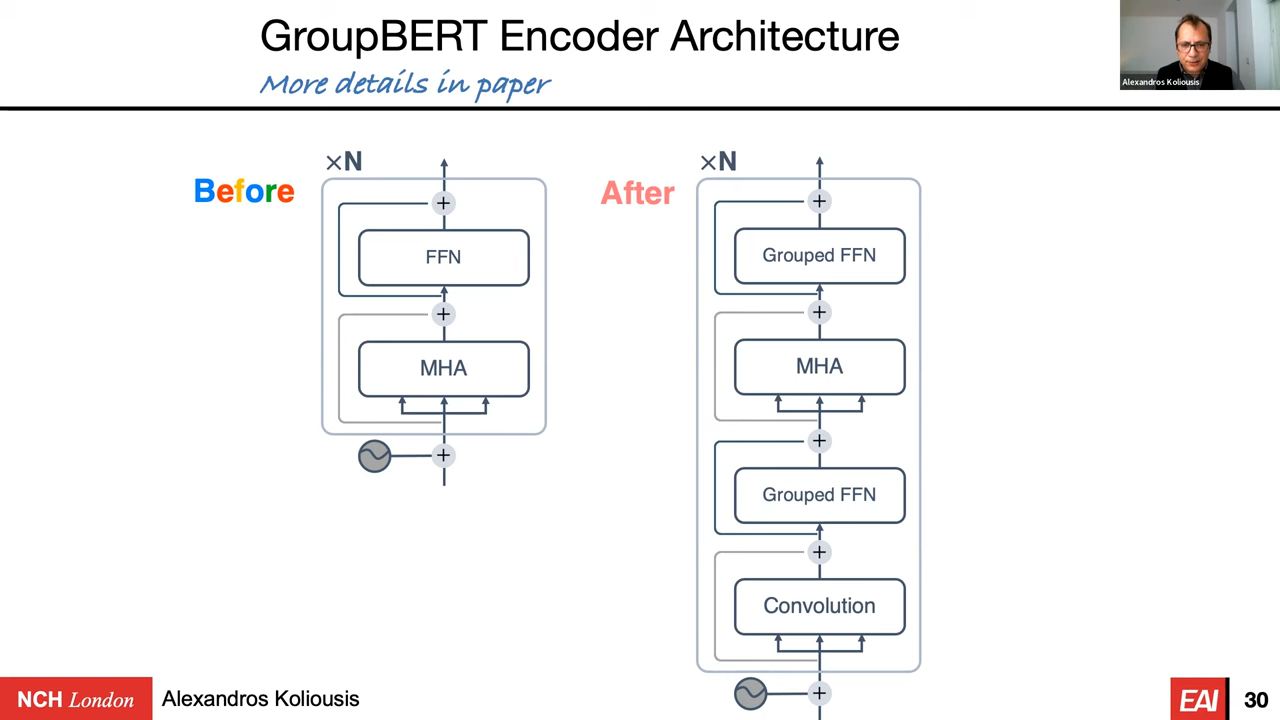 GroupBERT Encoder Architecture
More details in paper
Alexandros Koliousis
Before
×N
+
FFN
+
MHA
+
After
×N
+
Grouped FFN
+
MHA
+
Grouped FFN
+
Convolution
+
NCH London
Alexandros Koliousis
EAI
30